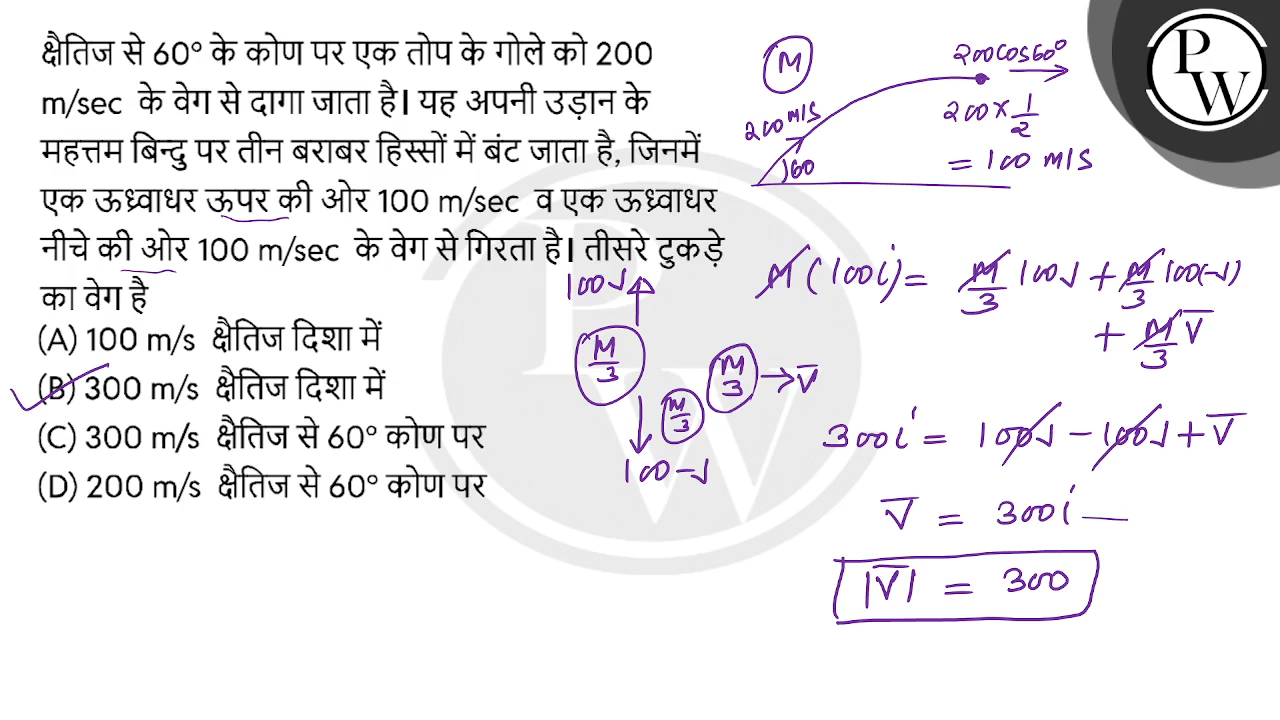 क्षैतिज से 60° के कोण पर एक तोप के गोले को 200
m/sec के वेग से दागा जाता है। यह अपनी उड़ान के
महत्तम बिन्दु पर तीन बराबर हिस्सों में बंट जाता है, जिनमें
एक ऊध्र्वाधर ऊपर की ओर 100 m/sec व एक ऊध्र्वाधर
नीचे की ओर 100 m/sec के वेग से गिरता है। तीसरे टुकड़े
का वेग है
(A) 100 m/s क्षैतिज दिशा में
(B) 300 m/s क्षैतिज दिशा में
(C) 300 m/s क्षैतिज से 60° कोण पर
(D) 200 m/s क्षैतिज से 60° कोण पर
M
200 cos60°
200 M/S
60
200 × 1/2
= 100 M/S
100 J
M/3
M/3 → V̅
M/3
100 -J
M (100i) = M/3 100J + M/3 100(-J)
+ M/3 V̅
300i = 100J - 100J + V̅
V̅ = 300i
|V̅| = 300
P
W